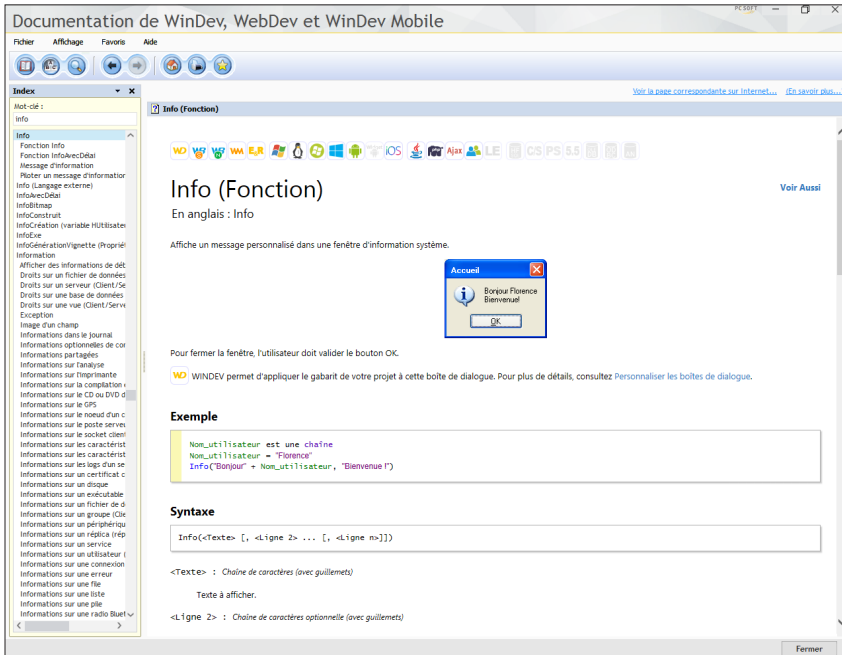 PC SOFT
Documentation de WinDev, WebDev et WinDev Mobile
Fichier Affichage Favoris Aide
Index
Mot-clé :
info
Info
Fonction Info
Fonction InfoAvecDélai
Message d'information
Piloter un message d'information
Info (Langage externe)
InfoAvecDélai
InfoBitmap
InfoConstruit
InfoCréation (variable HUtilisate
InfoExe
InfoGénérationVignette (Propriét
Information
Afficher des informations de dét
Droits sur un fichier de données
Droits sur un serveur (Client/Se
Droits sur une base de données
Droits sur une vue (Client/Serve
Exception
Image d'un champ
Informations dans le journal
Informations optionnelles de cor
Informations partagées
Informations sur l'analyse
Informations sur l'imprimante
Informations sur la compilation
Informations sur le CD ou DVD d
Informations sur le GPS
Informations sur le noeud d'un c
Informations sur le poste serveu
Informations sur le socket client
Informations sur les caractérist
Informations sur les caractérist
Informations sur les logs d'un se
Informations sur un certificat c
Informations sur un disque
Informations sur un exécutable
Informations sur un fichier de d
Informations sur un groupe (Clie
Informations sur un périphériqu
Informations sur un réplica (rép
Informations sur un service
Informations sur un utilisateur (
Informations sur une connexion
Informations sur une erreur
Informations sur une file
Informations sur une liste
Informations sur une pile
Informations sur une radio Bluet
Voir la page correspondante sur Internet... (En savoir plus...
Info (Fonction)
iOS Ajax LE C/S PS 5.5
Info (Fonction)
Voir Aussi
En anglais : Info
Affiche un message personnalisé dans une fenêtre d'information système.
Accueil
Bonjour Florence
Bienvenue!
OK
Pour fermer la fenêtre, l'utilisateur doit valider le bouton OK.
WINDEV permet d'appliquer le gabarit de votre projet à cette boîte de dialogue. Pour plus de détails, consultez Personnaliser les boîtes de dialogue.
Exemple
Nom_utilisateur est une chaîne
Nom_utilisateur = "Florence"
Info("Bonjour" + Nom_utilisateur, "Bienvenue !")
Syntaxe
Info(<Texte> [, <Ligne 2> ... [, <Ligne n>]])
<Texte> : Chaîne de caractères (avec guillemets)
Texte à afficher.
<Ligne 2> : Chaîne de caractères optionnelle (avec guillemets)
Fermer